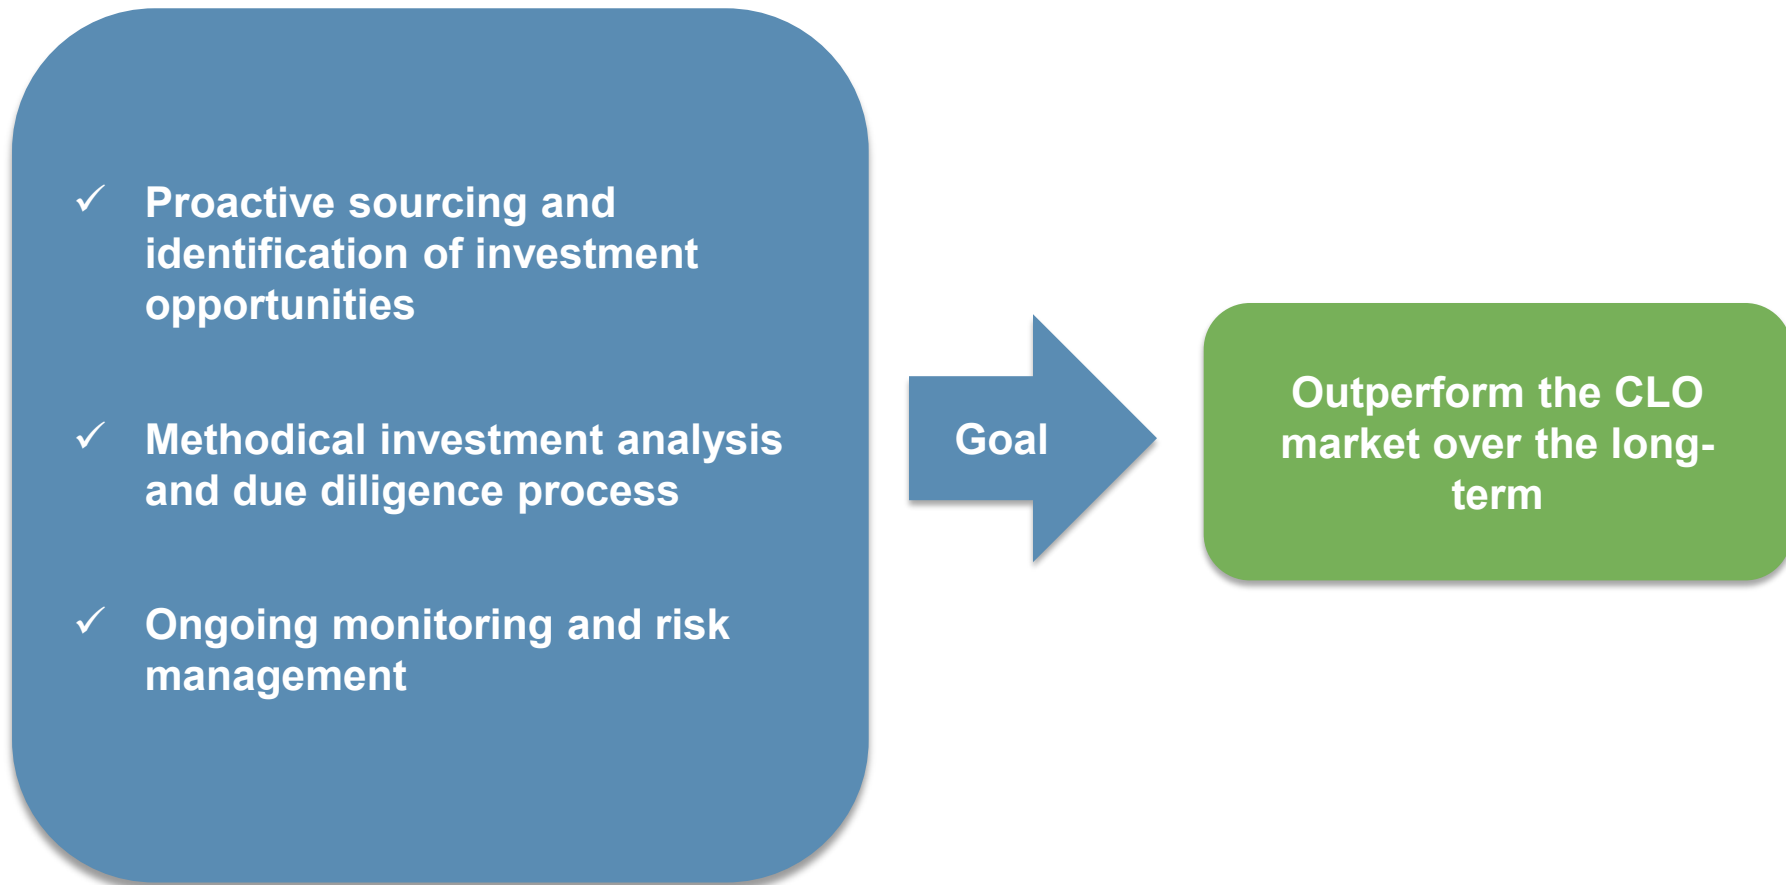 ✓ Proactive sourcing and
identification of investment
opportunities
✓ Methodical investment analysis
and due diligence process
✓ Ongoing monitoring and risk
management
Goal
Outperform the CLO
market over the long-
term